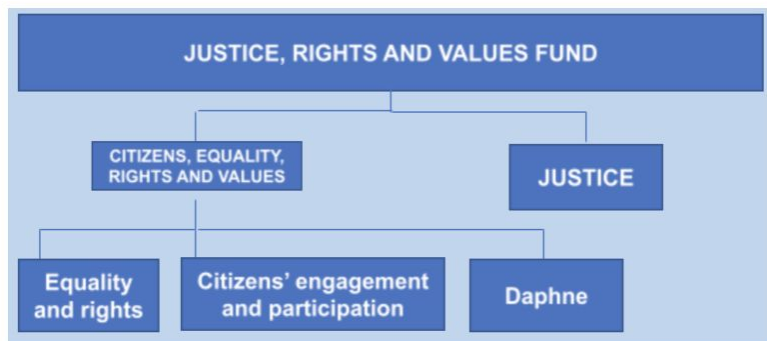 JUSTICE, RIGHTS AND VALUES FUND
CITIZENS, EQUALITY,
RIGHTS AND VALUES
JUSTICE
Equality
and rights
Citizens' engagement
and participation
Daphne